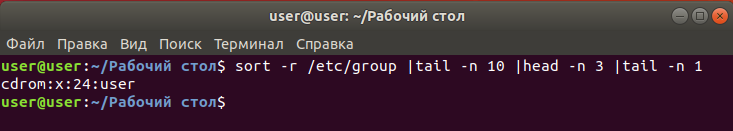 user@user: ~/Рабочий стол
Файл Правка Вид Поиск Терминал Справка
user@user:~/Рабочий стол$ sort -r /etc/group |tail -n 10 |head -n 3 |tail -n 1
cdrom:x:24:user
user@user:~/Рабочий стол$